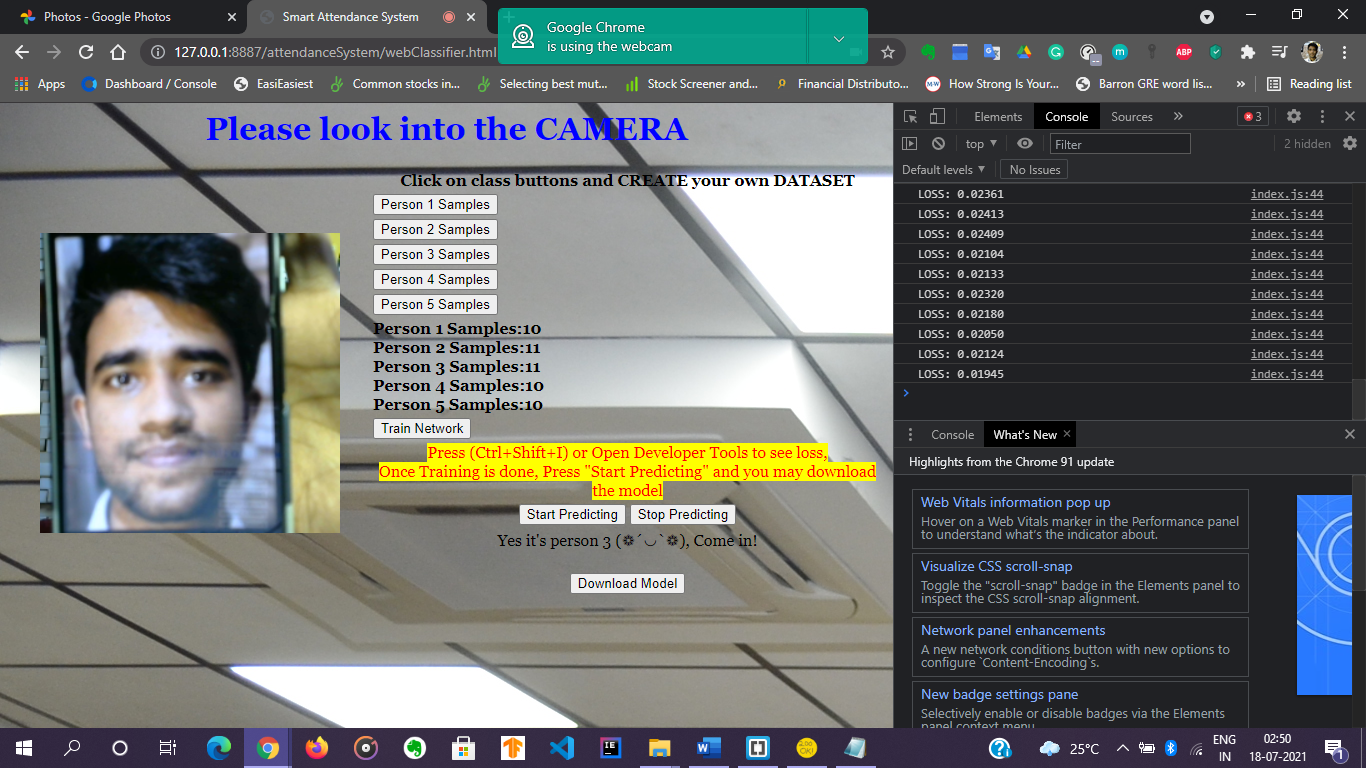 Photos - Google Photos
Smart Attendance System
Google Chrome
is using the webcam
127.0.0.1:8887/attendanceSystem/webClassifier.html
ABP
Apps
Dashboard / Console
EasiEasiest
Common stocks in...
Selecting best mut...
Stock Screener and...
Financial Distributo...
How Strong Is Your...
Barron GRE word lis...
»
Reading list
Please look into the CAMERA
Click on class buttons and CREATE your own DATASET
Person 1 Samples
Person 2 Samples
Person 3 Samples
Person 4 Samples
Person 5 Samples
Person 1 Samples:10
Person 2 Samples:11
Person 3 Samples:11
Person 4 Samples:10
Person 5 Samples:10
Train Network
Press (Ctrl+Shift+I) or Open Developer Tools to see loss,
Once Training is done, Press "Start Predicting" and you may download
the model
Start Predicting Stop Predicting
Yes it's person 3 (❁´◡`❁), Come in!
Download Model
Elements Console Sources » 3
top Filter 2 hidden
Default levels No Issues
LOSS: 0.02361 index.js:44
LOSS: 0.02413 index.js:44
LOSS: 0.02409 index.js:44
LOSS: 0.02104 index.js:44
LOSS: 0.02133 index.js:44
LOSS: 0.02320 index.js:44
LOSS: 0.02180 index.js:44
LOSS: 0.02050 index.js:44
LOSS: 0.02124 index.js:44
LOSS: 0.01945 index.js:44
Console What's New
Highlights from the Chrome 91 update
Web Vitals information pop up
Hover on a Web Vitals marker in the Performance panel
to understand what's the indicator about.
Visualize CSS scroll-snap
Toggle the "scroll-snap" badge in the Elements panel to
inspect the CSS scroll-snap alignment.
Network panel enhancements
A new network conditions button with new options to
configure `Content-Encoding`s.
New badge settings pane
Selectively enable or disable badges via the Elements
panel context menu.
25°C
ENG
IN
02:50
18-07-2021
1